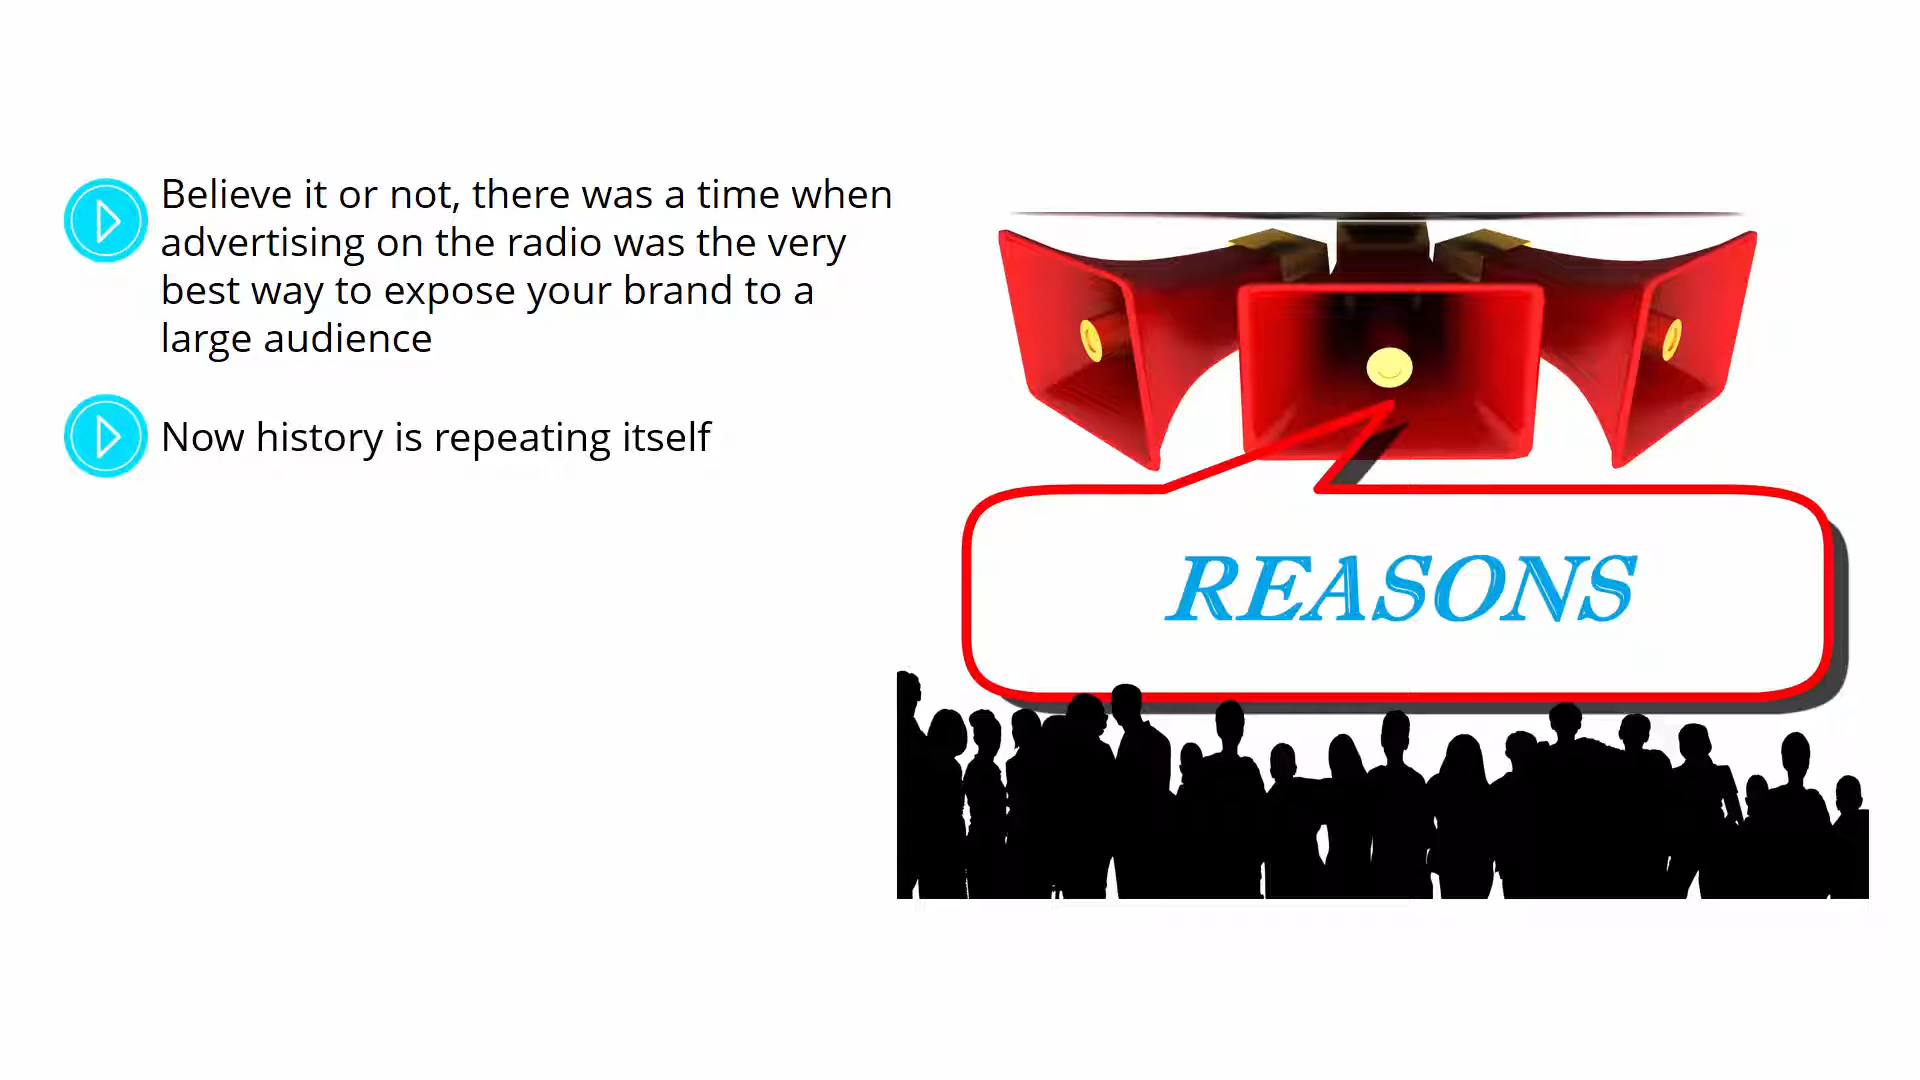 Believe it or not, there was a time when
advertising on the radio was the very
best way to expose your brand to a
large audience
Now history is repeating itself
REASONS